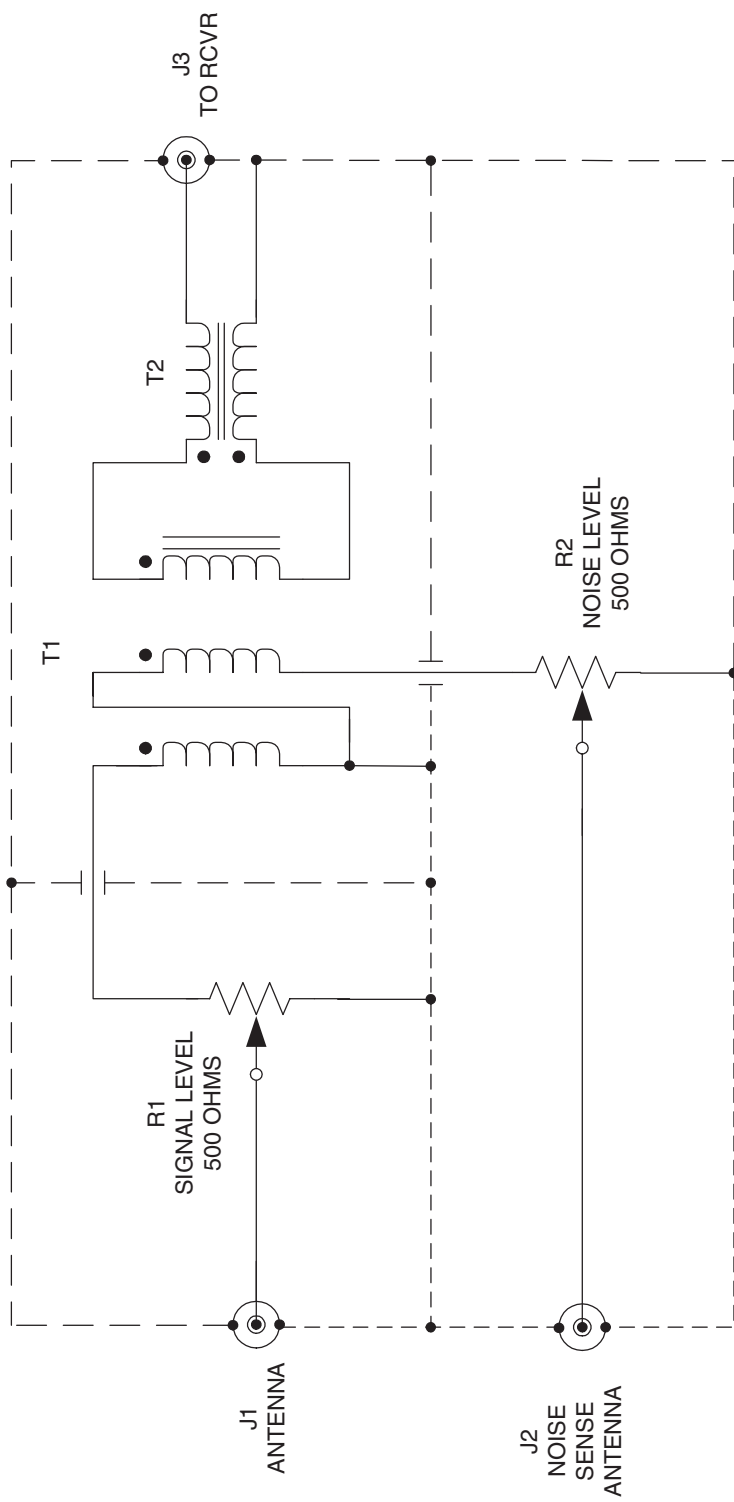 J1
ANTENNA
R1
SIGNAL LEVEL
500 OHMS
T1
T2
J3
TO RCVR
J2
NOISE
SENSE
ANTENNA
R2
NOISE LEVEL
500 OHMS